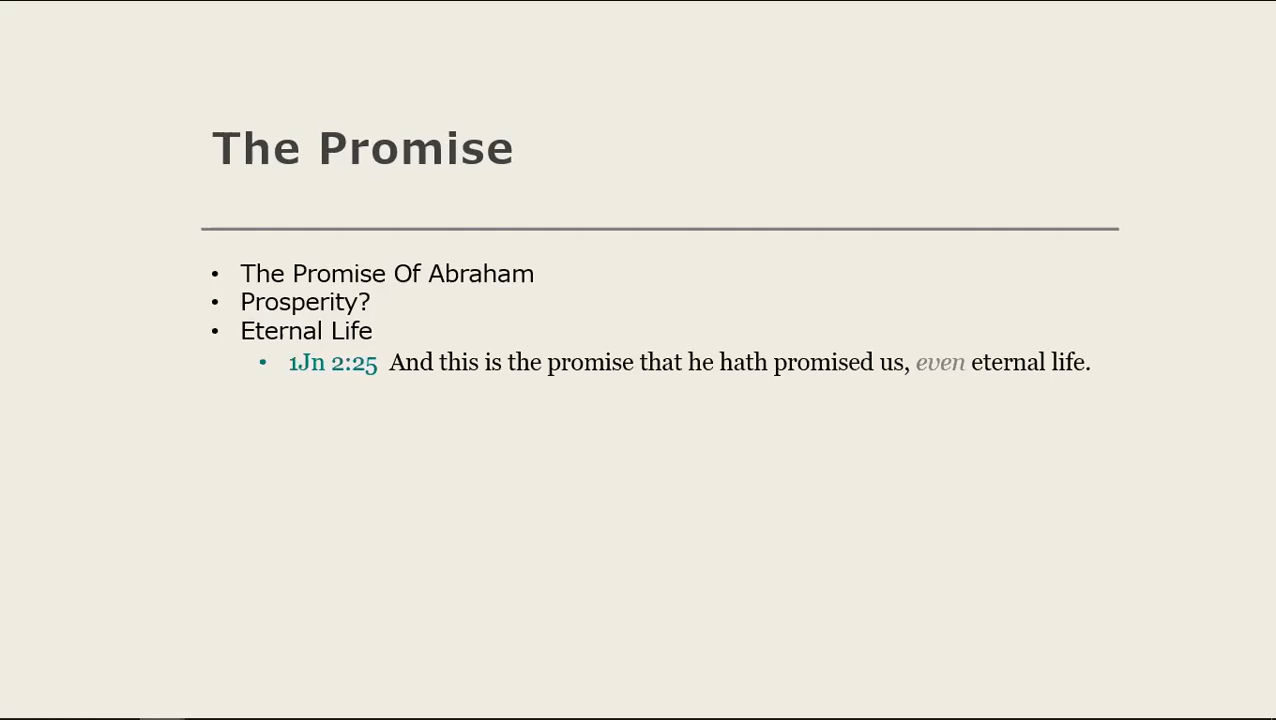 The Promise
• The Promise Of Abraham
• Prosperity?
• Eternal Life
• 1Jn 2:25 And this is the promise that he hath promised us, even eternal life.